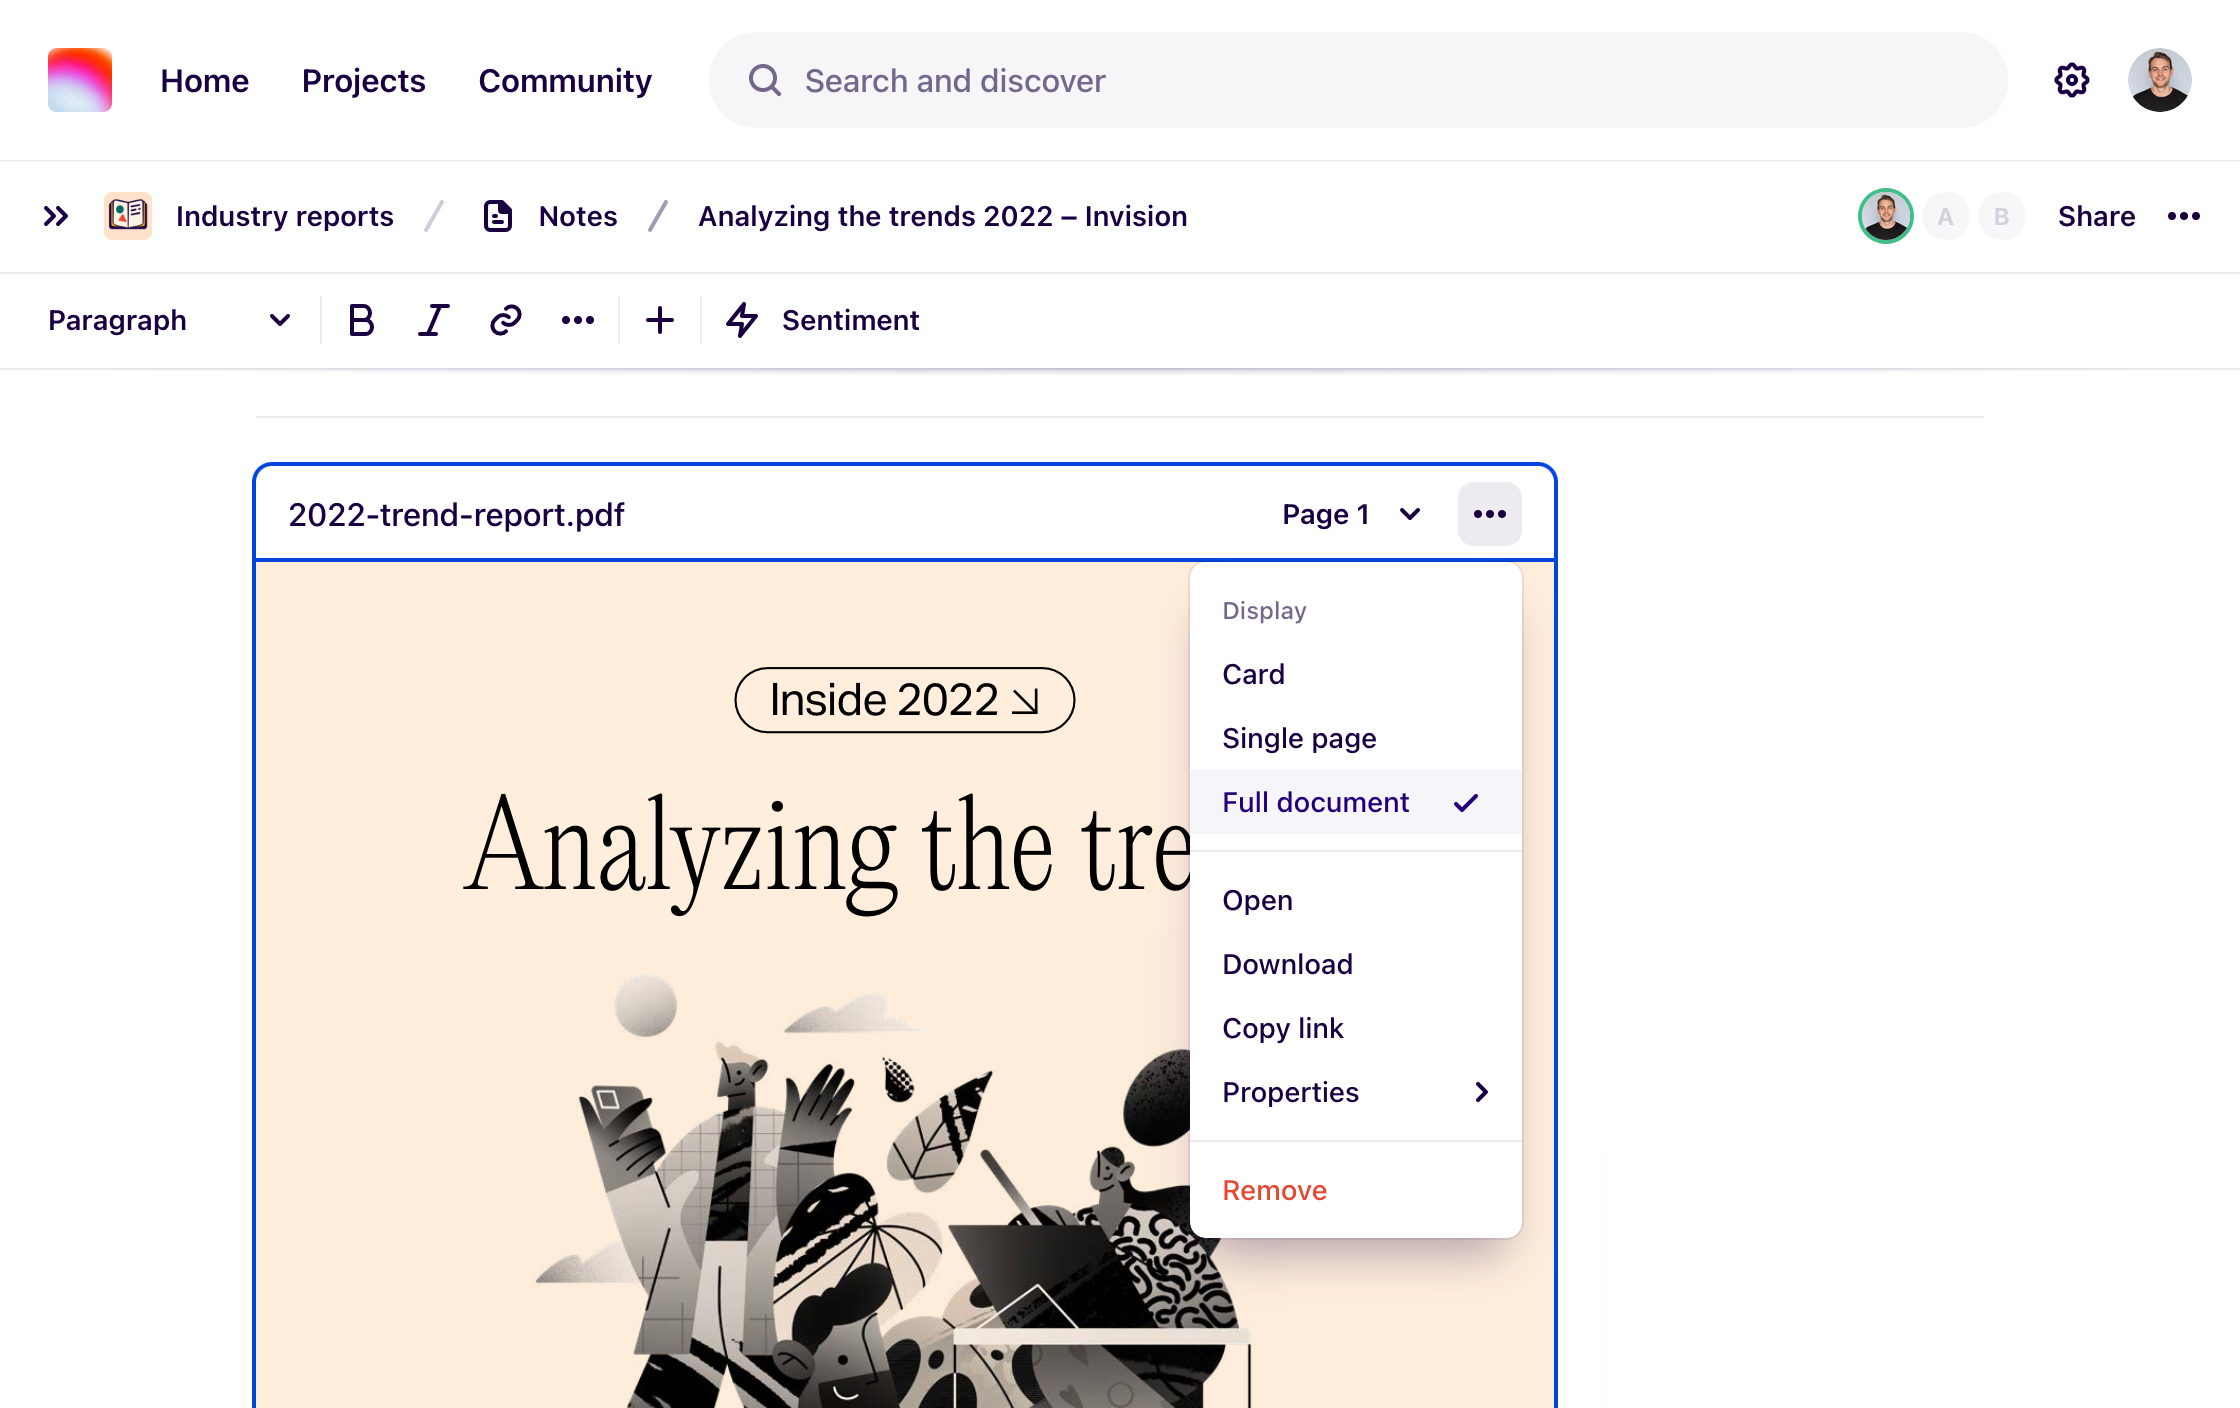 Home Projects Community Search and discover
Industry reports / Notes / Analyzing the trends 2022 – Invision A B Share
Paragraph B I Sentiment
2022-trend-report.pdf Page 1
Inside 2022
Analyzing the tre
Display
Card
Single page
Full document
Open
Download
Copy link
Properties
Remove